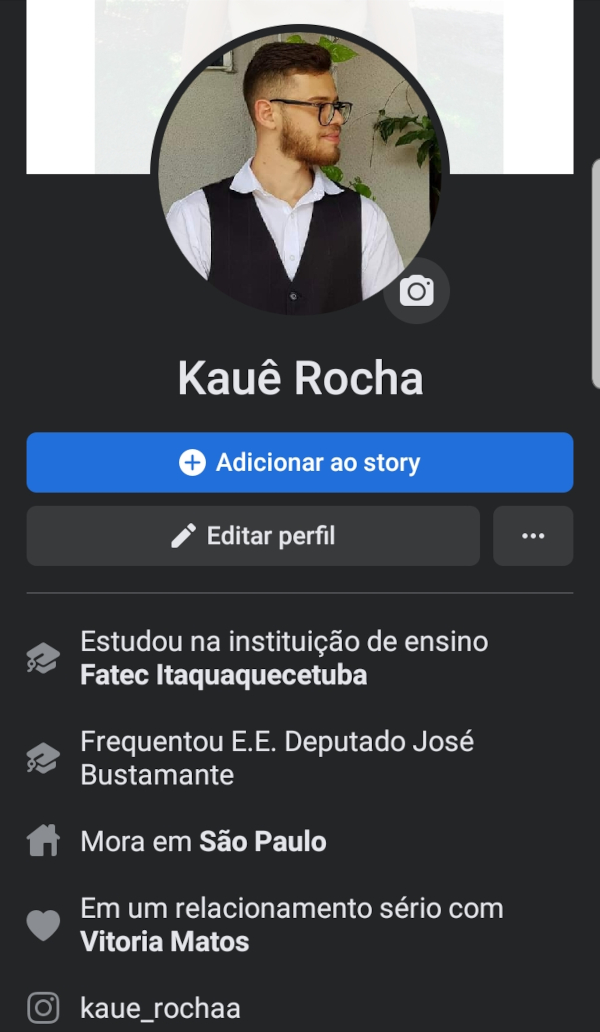 Kauê Rocha
Adicionar ao story
Editar perfil
Estudou na instituição de ensino
Fatec Itaquaquecetuba
Frequentou E.E. Deputado José
Bustamante
Mora em São Paulo
Em um relacionamento sério com
Vitoria Matos
kaue_rochaa